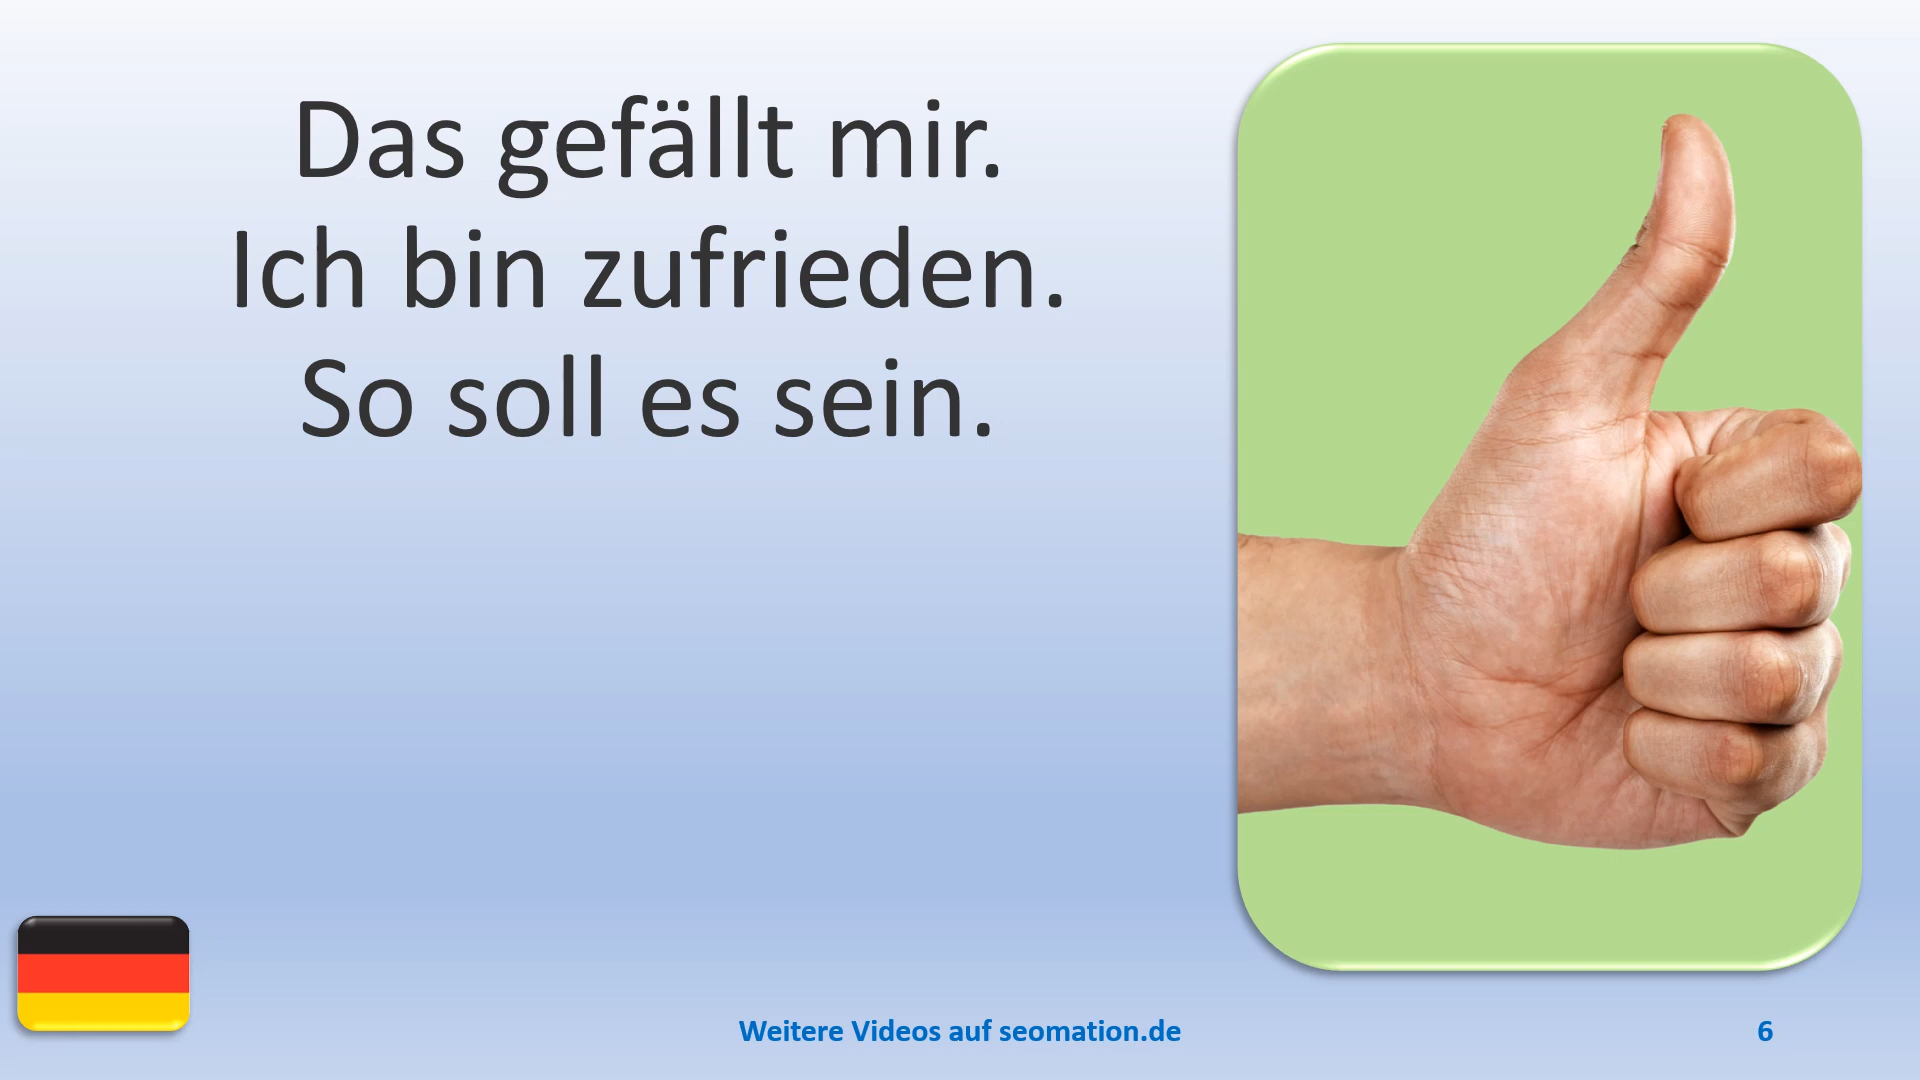 Das gefällt mir.
Ich bin zufrieden.
So soll es sein.
Weitere Videos auf seomation.de
6